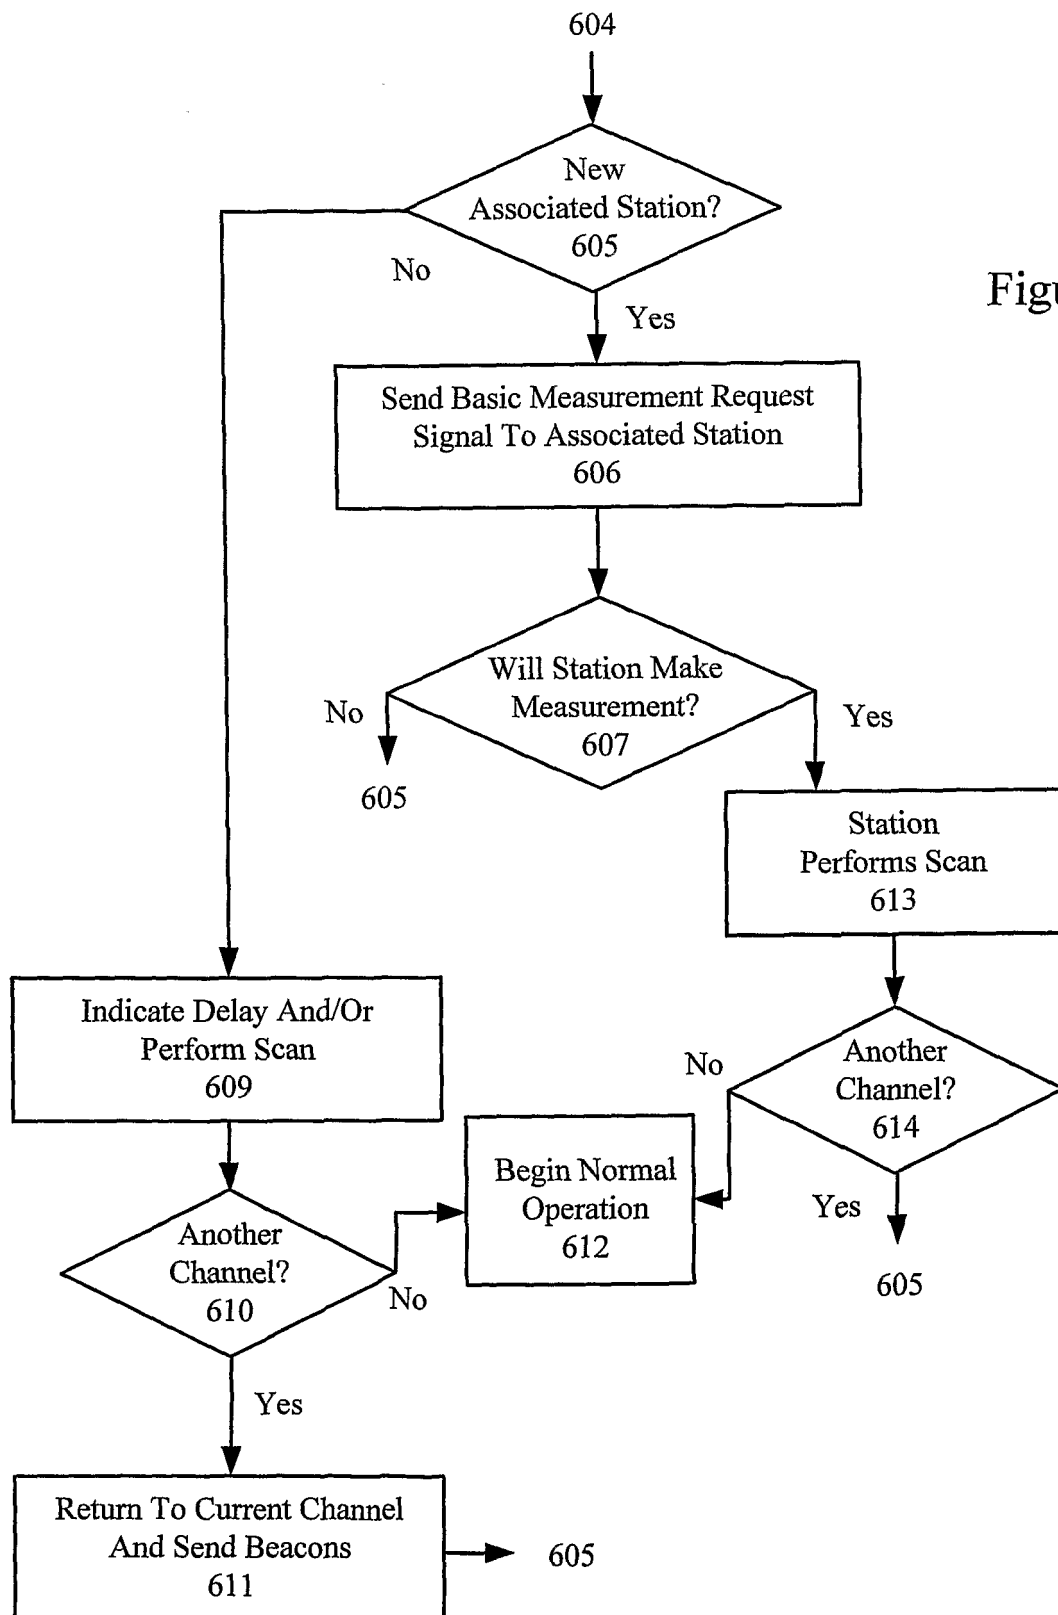 604
New
Associated Station?
605
No
Yes
Send Basic Measurement Request
Signal To Associated Station
606
Will Station Make
Measurement?
607
No
Yes
605
Station
Performs Scan
613
Indicate Delay And/Or
Perform Scan
609
No
Another
Channel?
614
Begin Normal
Operation
612
Yes
605
Another
Channel?
610
No
Yes
Return To Current Channel
And Send Beacons
611
605